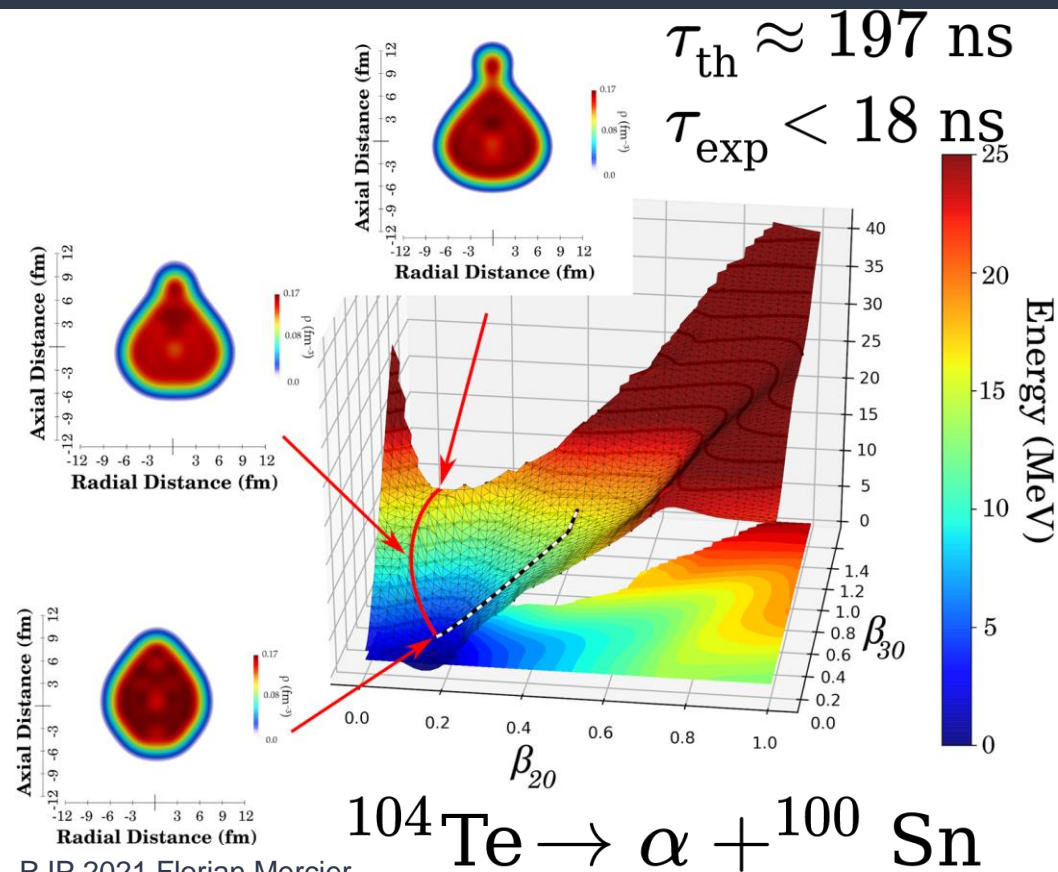 τth ≈ 197 ns
τexp < 18 ns
Axial Distance (fm)
12
9
6
3
-3
-6
-9
-12
-12 -9 -6 -3 3 6 9 12
Radial Distance (fm)
0.17
0.08
0.0
ρ (fm⁻³)
Axial Distance (fm)
12
9
6
3
-3
-6
-9
-12
-12 -9 -6 -3 3 6 9 12
Radial Distance (fm)
0.17
0.08
0.0
ρ (fm⁻³)
Axial Distance (fm)
12
9
6
3
-3
-6
-9
-12
-12 -9 -6 -3 3 6 9 12
Radial Distance (fm)
0.17
0.08
0.0
ρ (fm⁻³)
40
35
30
25
20
15
10
5
0
1.4
1.2
1.0
0.8
0.6
0.4
0.2
0.0
β30
0.0 0.2 0.4 0.6 0.8 1.0
β20
25
20
15
10
5
0
Energy (MeV)
¹⁰⁴Te → α + ¹⁰⁰ Sn
2021 Florian Mercier